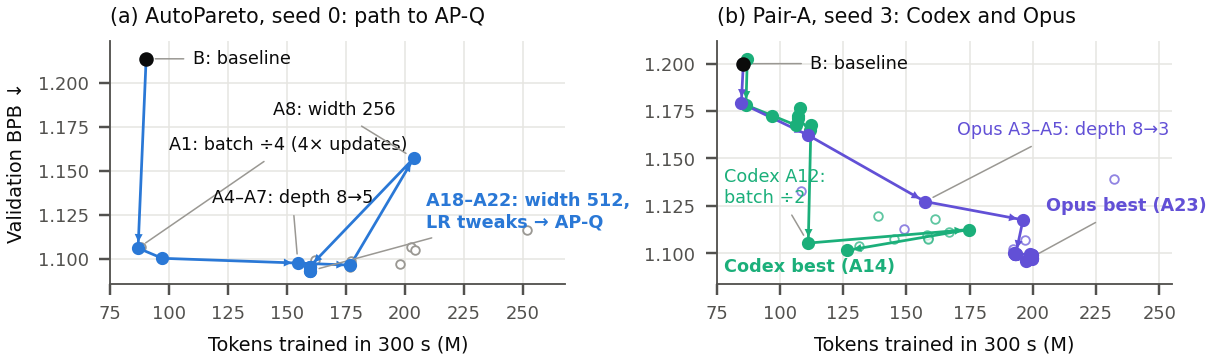 (a) AutoPareto, seed 0: path to AP-Q
B: baseline
A8: width 256
A1: batch ÷4 (4× updates)
A4–A7: depth 8→5
A18–A22: width 512,
LR tweaks → AP-Q
Validation BPB ↓
1.200
1.175
1.150
1.125
1.100
75
100
125
150
175
200
225
250
Tokens trained in 300 s (M)
(b) Pair-A, seed 3: Codex and Opus
B: baseline
Opus A3–A5: depth 8→3
Codex A12:
batch ÷2
Opus best (A23)
Codex best (A14)
1.200
1.175
1.150
1.125
1.100
75
100
125
150
175
200
225
250
Tokens trained in 300 s (M)